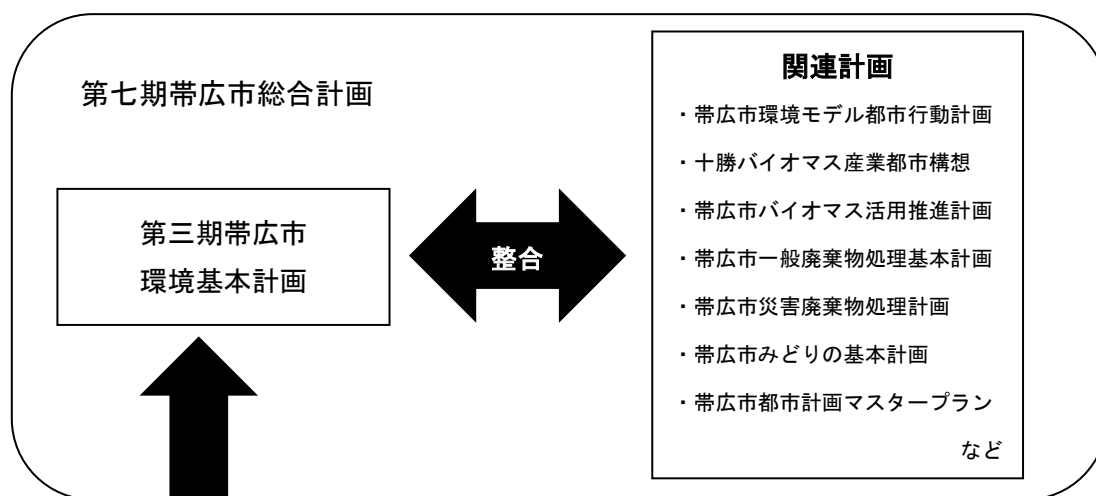 第七期帯広市総合計画
第三期帯広市
環境基本計画
整合
関連計画
・帯広市環境モデル都市行動計画
・十勝バイオマス産業都市構想
・帯広市バイオマス活用推進計画
・帯広市一般廃棄物処理基本計画
・帯広市災害廃棄物処理計画
・帯広市みどりの基本計画
・帯広市都市計画マスタープラン
など